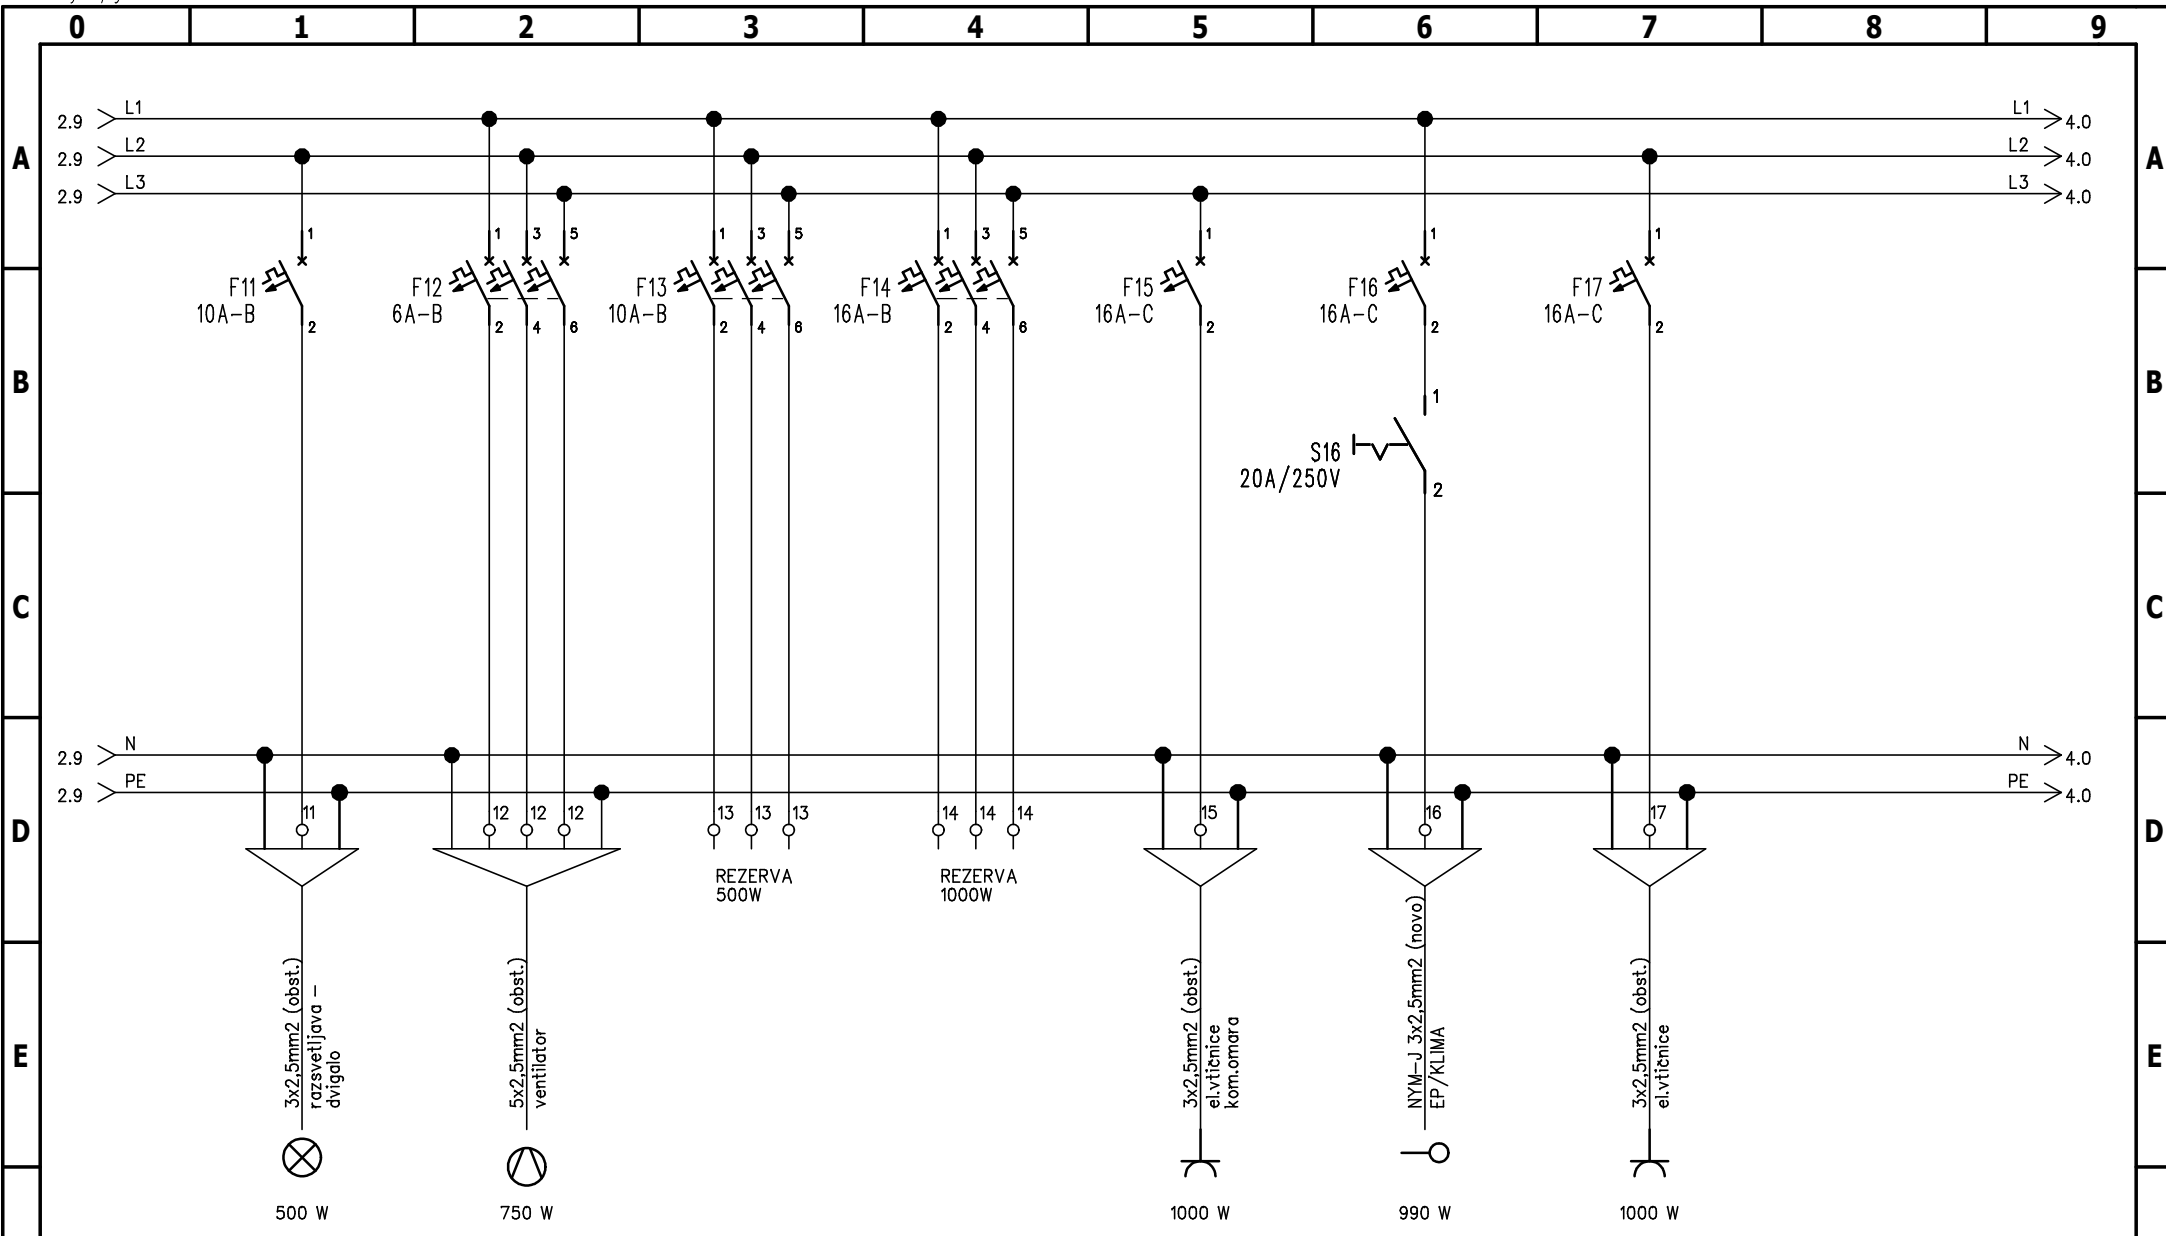 0 1 2 3 4 5 6 7 8 9
2.9 L1 L1 4.0
A 2.9 L2 L2 4.0 A
2.9 L3 L3 4.0
1 1 3 5 1 3 5 1 3 5 1 1 1
F11 F12 F13 F14 F15 F16 F17
10A-B 6A-B 10A-B 16A-B 16A-C 16A-C 16A-C
2 2 4 6 2 4 6 2 4 6 2 2 2
B 1 B
S16
20A/250V 2
C C
2.9 N N 4.0
2.9 PE PE 4.0
11 12 12 12 13 13 13 14 14 14 15 16 17
D D
REZERVA
500W
REZERVA
1000W
3x2,5mm2 (obst.)
razsvetljava -
dvigalo
5x2,5mm2 (obst.)
ventilator
3x2,5mm2 (obst.)
el.vtičnice
kom.omara
NYM-J 3x2,5mm2 (novo)
EP/KLIMA
3x2,5mm2 (obst.)
el.vtičnice
E E
500 W 750 W 1000 W 990 W 1000 W